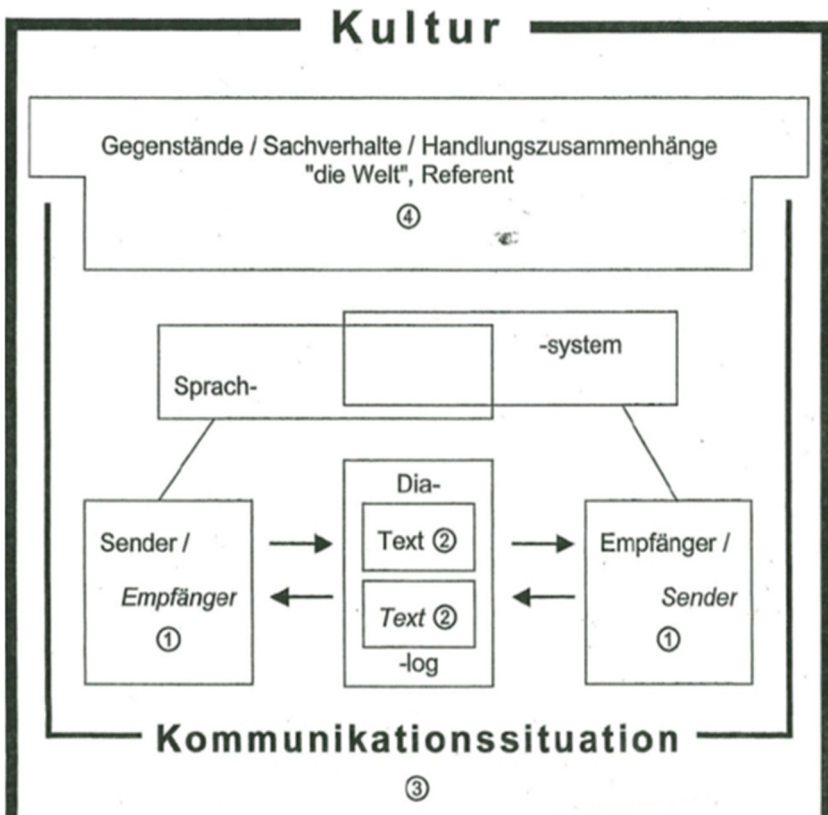 Kultur
Gegenstände / Sachverhalte / Handlungszusammenhänge
"die Welt", Referent
④
-system
Sprach-
Dia-
Sender /
Text ②
Empfänger /
Empfänger
Text ②
Sender
①
①
-log
Kommunikationssituation
③